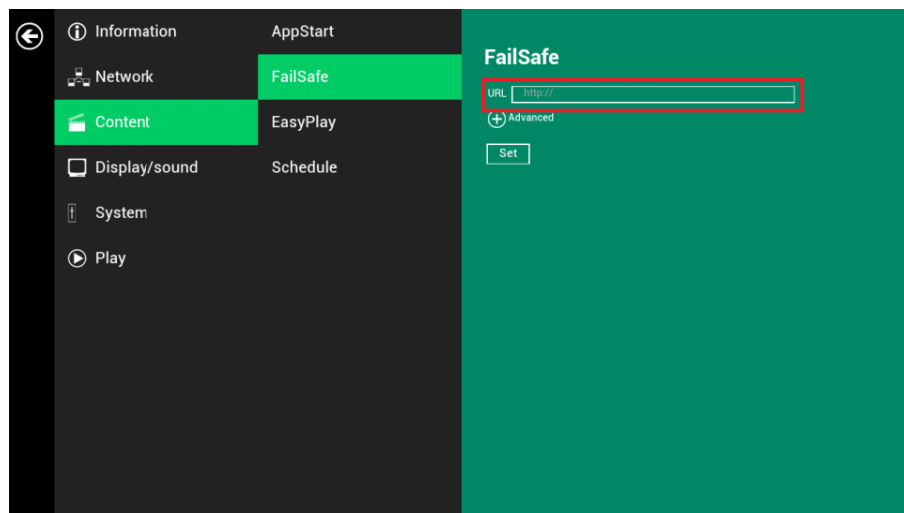 Information
Network
Content
Display/sound
System
Play
AppStart
FailSafe
EasyPlay
Schedule
FailSafe
URL http://
Advanced
Set